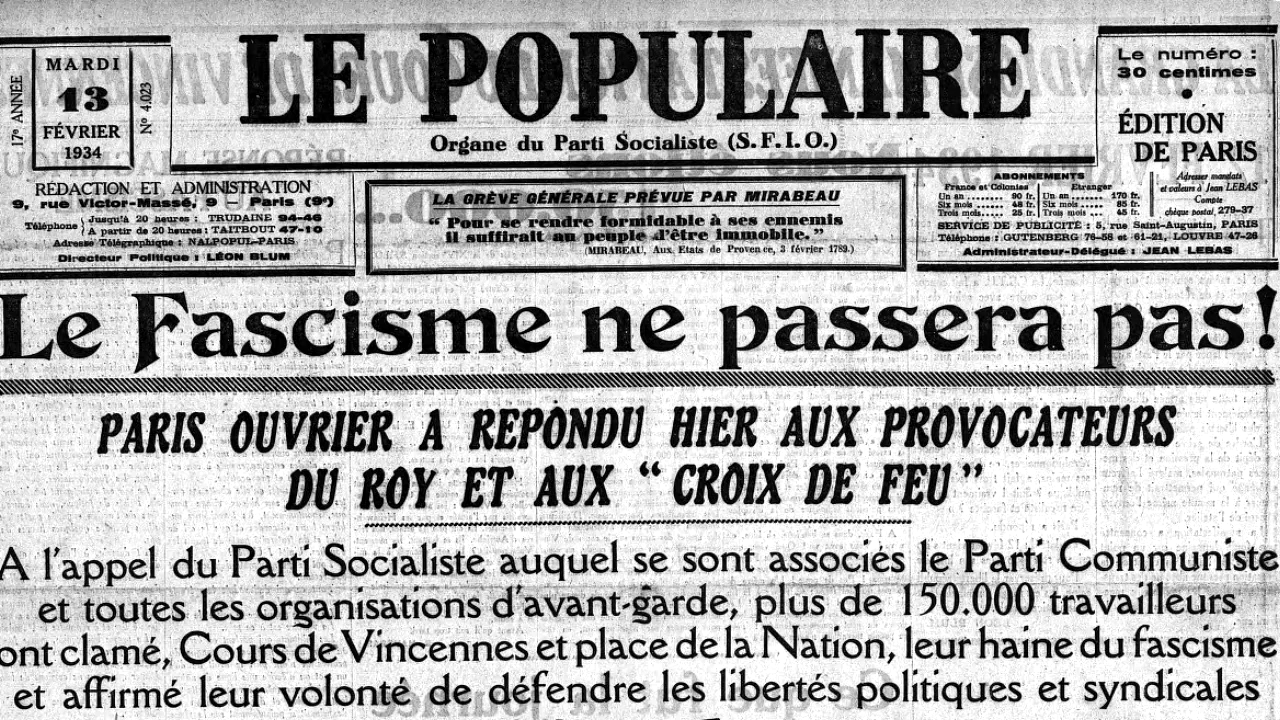 17e ANNÉE
MARDI
13
FÉVRIER
1934
N° 4.023
LE POPULAIRE
Organe du Parti Socialiste (S.F.I.O.)
Le numéro :
30 centimes
•
ÉDITION
DE PARIS
RÉDACTION ET ADMINISTRATION
9, rue Victor-Massé, 9 — Paris (9e)
Téléphone { Jusqu'à 20 heures : TRUDAINE 94-46
A partir de 20 heures : TAITBOUT 47-10
Adresse Télégraphique : NALPOPUL-PARIS
Directeur Politique : LÉON BLUM
LA GRÈVE GÉNÉRALE PRÉVUE PAR MIRABEAU
" Pour se rendre formidable à ses ennemis
il suffirait au peuple d'être immobile. "
(MIRABEAU, Aux Etats de Provence, 3 février 1789.)
ABONNEMENTS
France et Colonies
Un an ...... 90 fr.
Six mois .... 48 fr.
Trois mois... 25 fr.
Etranger
Un an ...... 170 fr.
Six mois .... 85 fr.
Trois mois ... 45 fr.
Adresser mandats
et valeurs à Jean LEBAS
Compte
chèque postal, 279-37
SERVICE DE PUBLICITÉ : 5, rue Saint-Augustin, PARIS
Téléphone : GUTENBERG 76-58 et 61-21, LOUVRE 47-26
Administrateur-Délégué : JEAN LEBAS
Le Fascisme ne passera pas!
PARIS OUVRIER A REPONDU HIER AUX PROVOCATEURS
DU ROY ET AUX " CROIX DE FEU "
A l'appel du Parti Socialiste auquel se sont associés le Parti Communiste
et toutes les organisations d'avant-garde, plus de 150.000 travailleurs
ont clamé, Cours de Vincennes et place de la Nation, leur haine du fascisme
et affirmé leur volonté de défendre les libertés politiques et syndicales